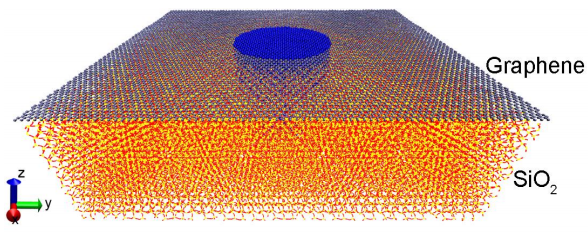 Graphene
SiO₂
z
y
x